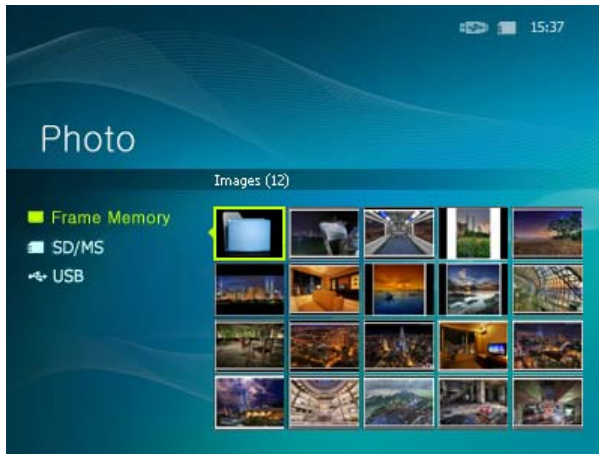 15:37
Photo
Images (12)
Frame Memory
SD/MS
USB